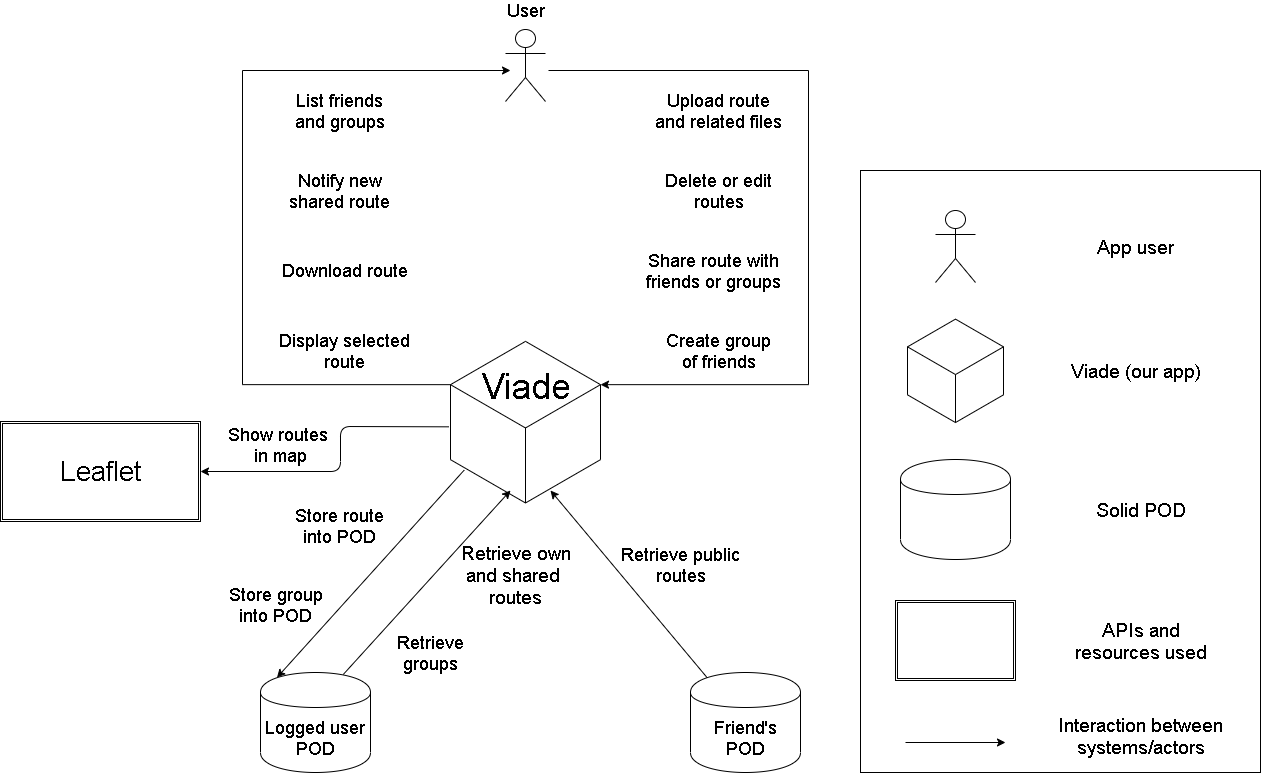 User
List friends
and groups
Upload route
and related files
Notify new
shared route
Delete or edit
routes
Download route
Share route with
friends or groups
Display selected
route
Create group
of friends
Viade
Show routes
in map
Leaflet
Store route
into POD
Retrieve own
and shared
routes
Retrieve public
routes
Store group
into POD
Retrieve
groups
Logged user
POD
Friend's
POD
App user
Viade (our app)
Solid POD
APIs and
resources used
Interaction between
systems/actors